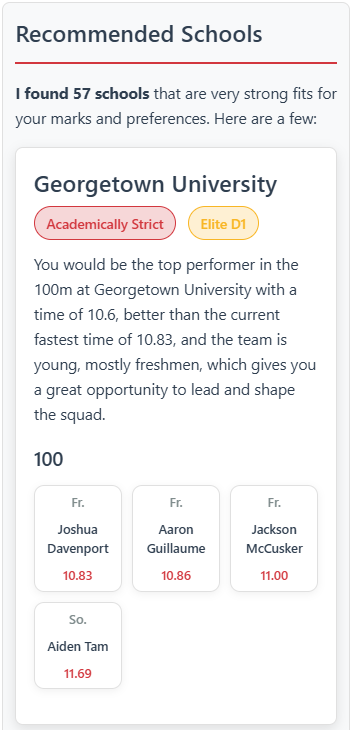 Recommended Schools
I found 57 schools that are very strong fits for
your marks and preferences. Here are a few:
Georgetown University
Academically Strict Elite D1
You would be the top performer in the
100m at Georgetown University with a
time of 10.6, better than the current
fastest time of 10.83, and the team is
young, mostly freshmen, which gives you
a great opportunity to lead and shape
the squad.
100
Fr.
Joshua
Davenport
10.83
Fr.
Aaron
Guillaume
10.86
Fr.
Jackson
McCusker
11.00
So.
Aiden Tam
11.69